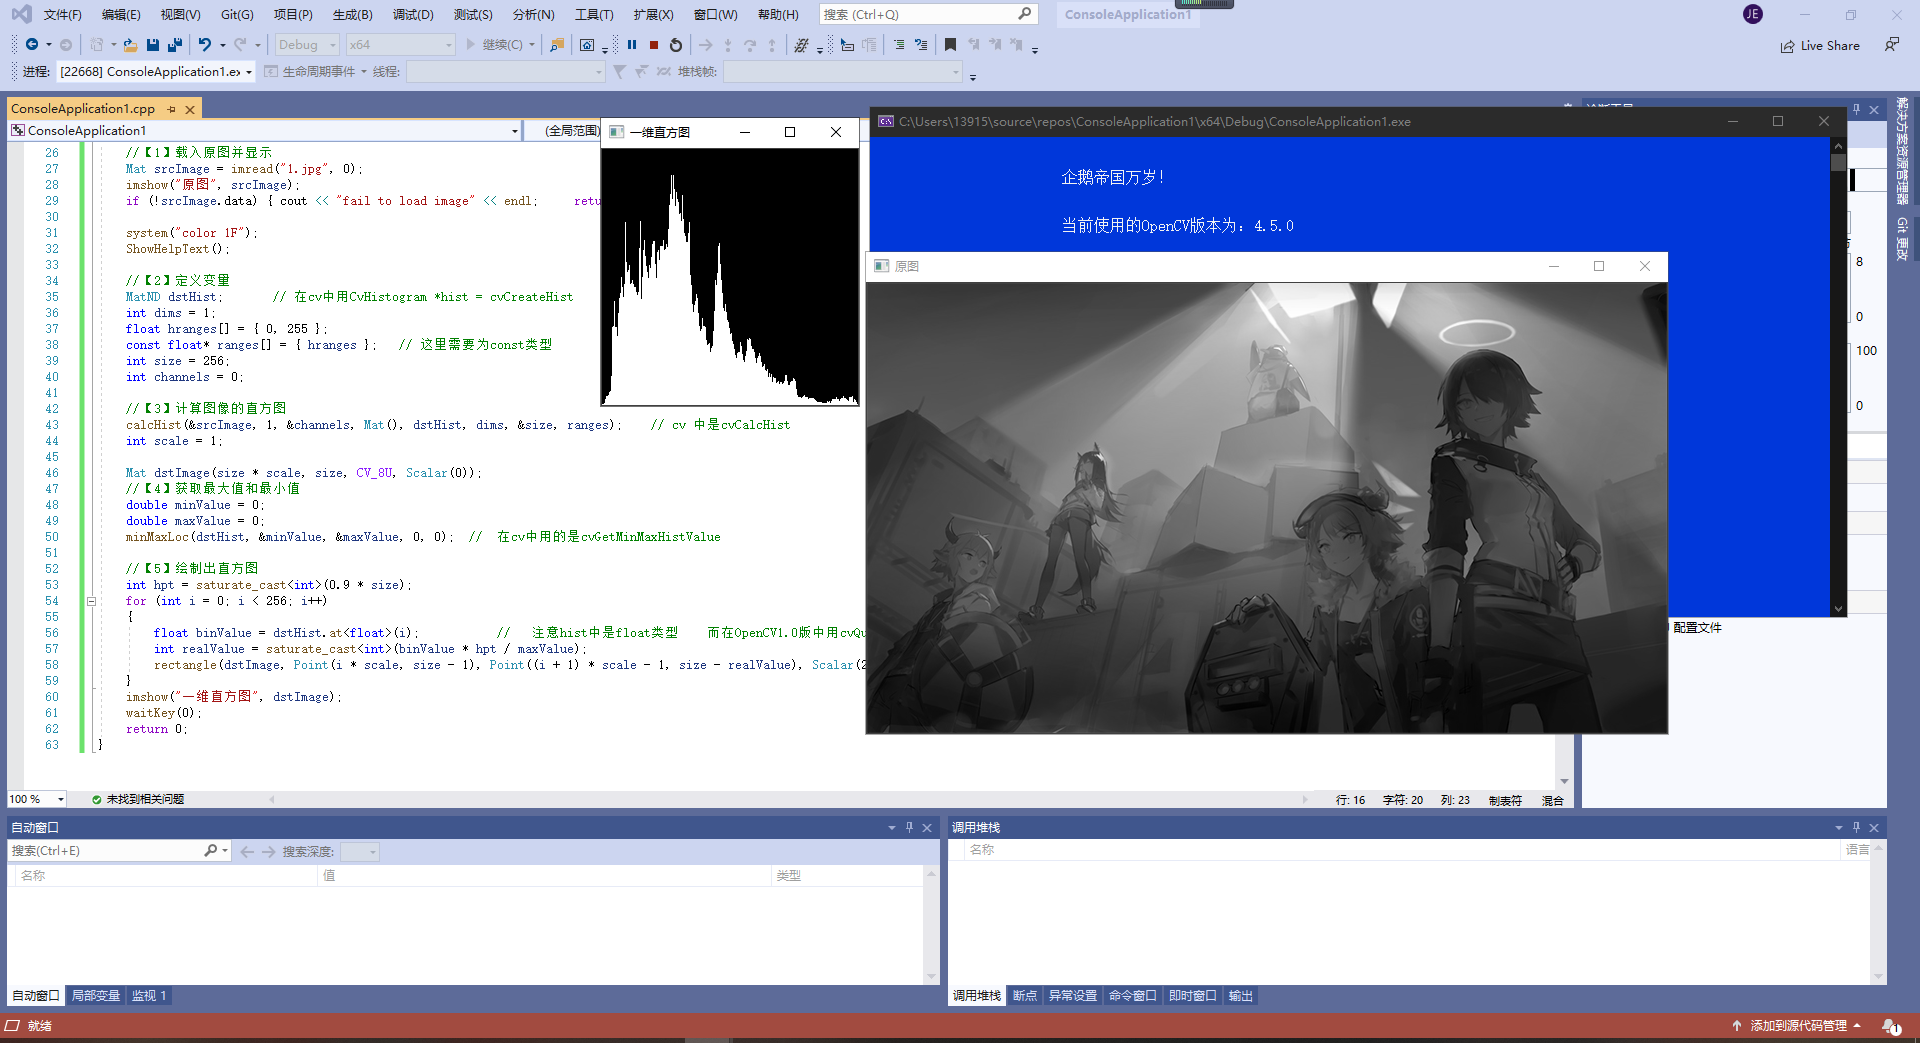 文件(F) 编辑(E) 视图(V) Git(G) 项目(P) 生成(B) 调试(D) 测试(S) 分析(N) 工具(T) 扩展(X) 窗口(W) 帮助(H) 搜索 (Ctrl+Q) ConsoleApplication1 JE
Debug x64 继续(C) Live Share
进程: [22668] ConsoleApplication1.ex 生命周期事件 线程: 堆栈帧:
ConsoleApplication1.cpp
ConsoleApplication1 (全局范围)
26 //【1】载入原图并显示
27 Mat srcImage = imread("1.jpg", 0);
28 imshow("原图", srcImage);
29 if (!srcImage.data) { cout << "fail to load image" << endl; retu
30
31 system("color 1F");
32 ShowHelpText();
33
34 //【2】定义变量
35 MatND dstHist; // 在cv中用CvHistogram *hist = cvCreateHist
36 int dims = 1;
37 float hranges[] = { 0, 255 };
38 const float* ranges[] = { hranges }; // 这里需要为const类型
39 int size = 256;
40 int channels = 0;
41
42 //【3】计算图像的直方图
43 calcHist(&srcImage, 1, &channels, Mat(), dstHist, dims, &size, ranges); // cv 中是cvCalcHist
44 int scale = 1;
45
46 Mat dstImage(size * scale, size, CV_8U, Scalar(0));
47 //【4】获取最大值和最小值
48 double minValue = 0;
49 double maxValue = 0;
50 minMaxLoc(dstHist, &minValue, &maxValue, 0, 0); // 在cv中用的是cvGetMinMaxHistValue
51
52 //【5】绘制出直方图
53 int hpt = saturate_cast<int>(0.9 * size);
54 for (int i = 0; i < 256; i++)
55 {
56 float binValue = dstHist.at<float>(i); // 注意hist中是float类型 而在OpenCV1.0版中用cvQu
57 int realValue = saturate_cast<int>(binValue * hpt / maxValue);
58 rectangle(dstImage, Point(i * scale, size - 1), Point((i + 1) * scale - 1, size - realValue), Scalar(2
59 }
60 imshow("一维直方图", dstImage);
61 waitKey(0);
62 return 0;
63 }
一维直方图
C:\Users\13915\source\repos\ConsoleApplication1\x64\Debug\ConsoleApplication1.exe
企鹅帝国万岁!
当前使用的OpenCV版本为: 4.5.0
原图
8
0
100
0
配置文件
解决方案资源管理器
Git 更改
100 % 未找到相关问题 行: 16 字符: 20 列: 23 制表符 混合
自动窗口
搜索(Ctrl+E) 搜索深度:
名称 值 类型
自动窗口 局部变量 监视 1
调用堆栈
名称 语言
调用堆栈 断点 异常设置 命令窗口 即时窗口 输出
就绪 添加到源代码管理 1